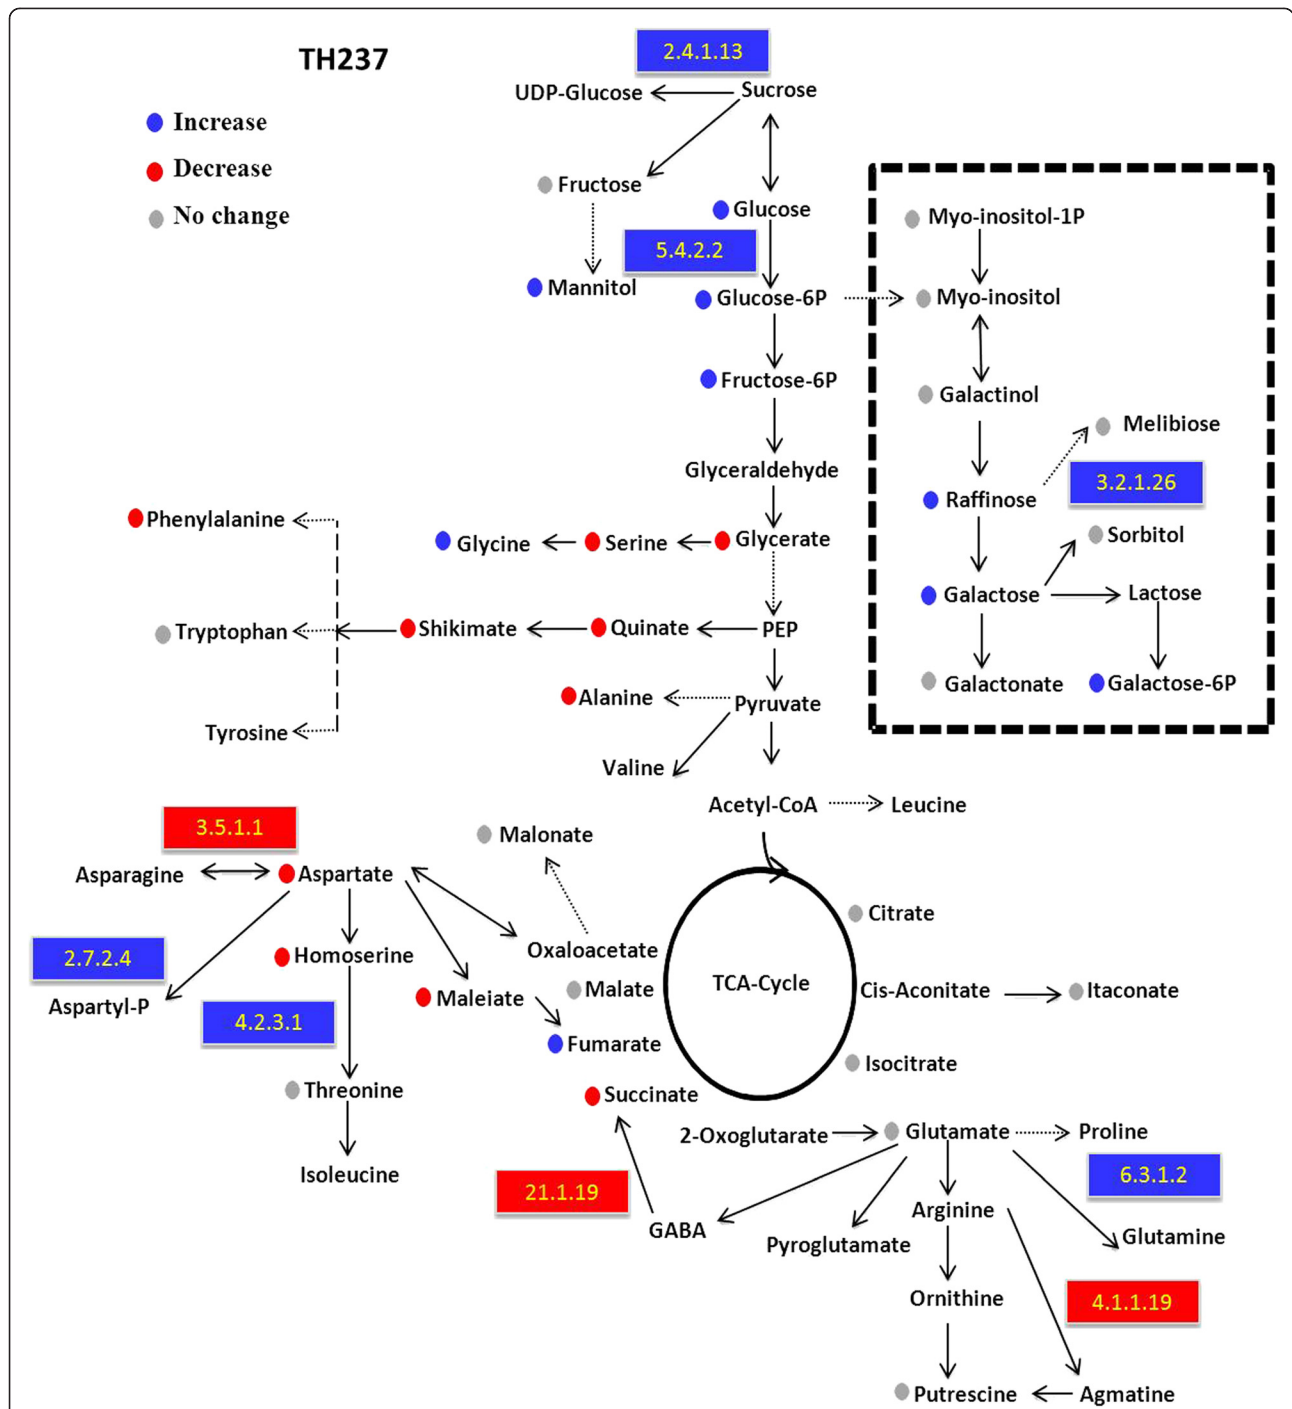 TH237
2.4.1.13
UDP-Glucose
Sucrose
Increase
Decrease
No change
Fructose
Glucose
Myo-inositol-1P
5.4.2.2
Mannitol
Glucose-6P
Myo-inositol
Fructose-6P
Galactinol
Melibiose
Glyceraldehyde
3.2.1.26
Raffinose
Phenylalanine
Glycine
Serine
Glycerate
Sorbitol
Galactose
Lactose
Tryptophan
Shikimate
Quinate
PEP
Galactonate
Galactose-6P
Alanine
Pyruvate
Tyrosine
Valine
Acetyl-CoA
Leucine
3.5.1.1
Malonate
Asparagine
Aspartate
Citrate
2.7.2.4
Homoserine
Oxaloacetate
TCA-Cycle
Aspartyl-P
Maleiate
Malate
Cis-Aconitate
Itaconate
4.2.3.1
Fumarate
Isocitrate
Threonine
Succinate
2-Oxoglutarate
Glutamate
Proline
Isoleucine
21.1.19
6.3.1.2
GABA
Pyroglutamate
Arginine
Glutamine
Ornithine
4.1.1.19
Putrescine
Agmatine